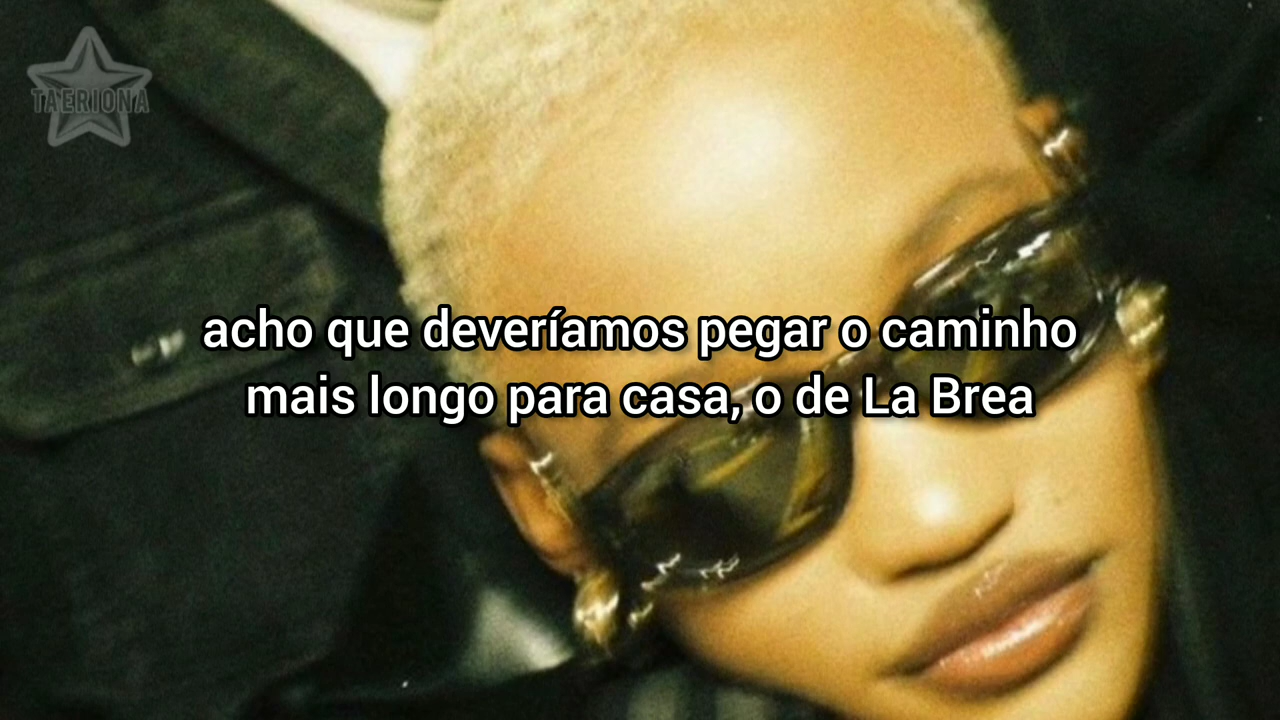 TAERIONA
acho que deveríamos pegar o caminho
mais longo para casa, o de La Brea